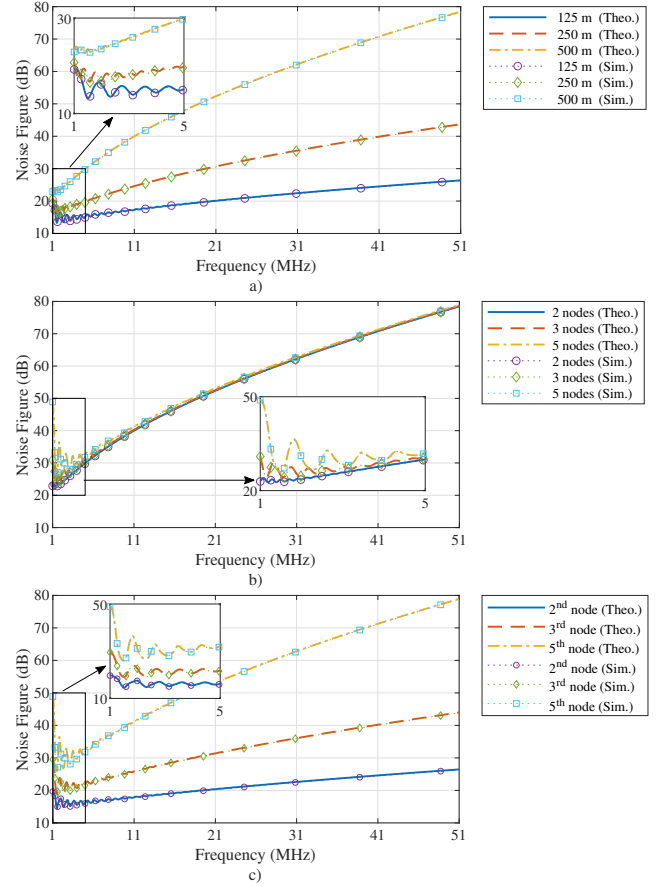 80
70
60
50
40
30
20
10
Noise Figure (dB)
30
10
1
5
1
11
21
31
41
51
Frequency (MHz)
a)
125 m (Theo.)
250 m (Theo.)
500 m (Theo.)
125 m (Sim.)
250 m (Sim.)
500 m (Sim.)
80
70
60
50
40
30
20
10
Noise Figure (dB)
50
20
1
5
1
11
21
31
41
51
Frequency (MHz)
b)
2 nodes (Theo.)
3 nodes (Theo.)
5 nodes (Theo.)
2 nodes (Sim.)
3 nodes (Sim.)
5 nodes (Sim.)
80
70
60
50
40
30
20
10
Noise Figure (dB)
50
10
1
5
1
11
21
31
41
51
Frequency (MHz)
c)
2nd node (Theo.)
3rd node (Theo.)
5th node (Theo.)
2nd node (Sim.)
3rd node (Sim.)
5th node (Sim.)